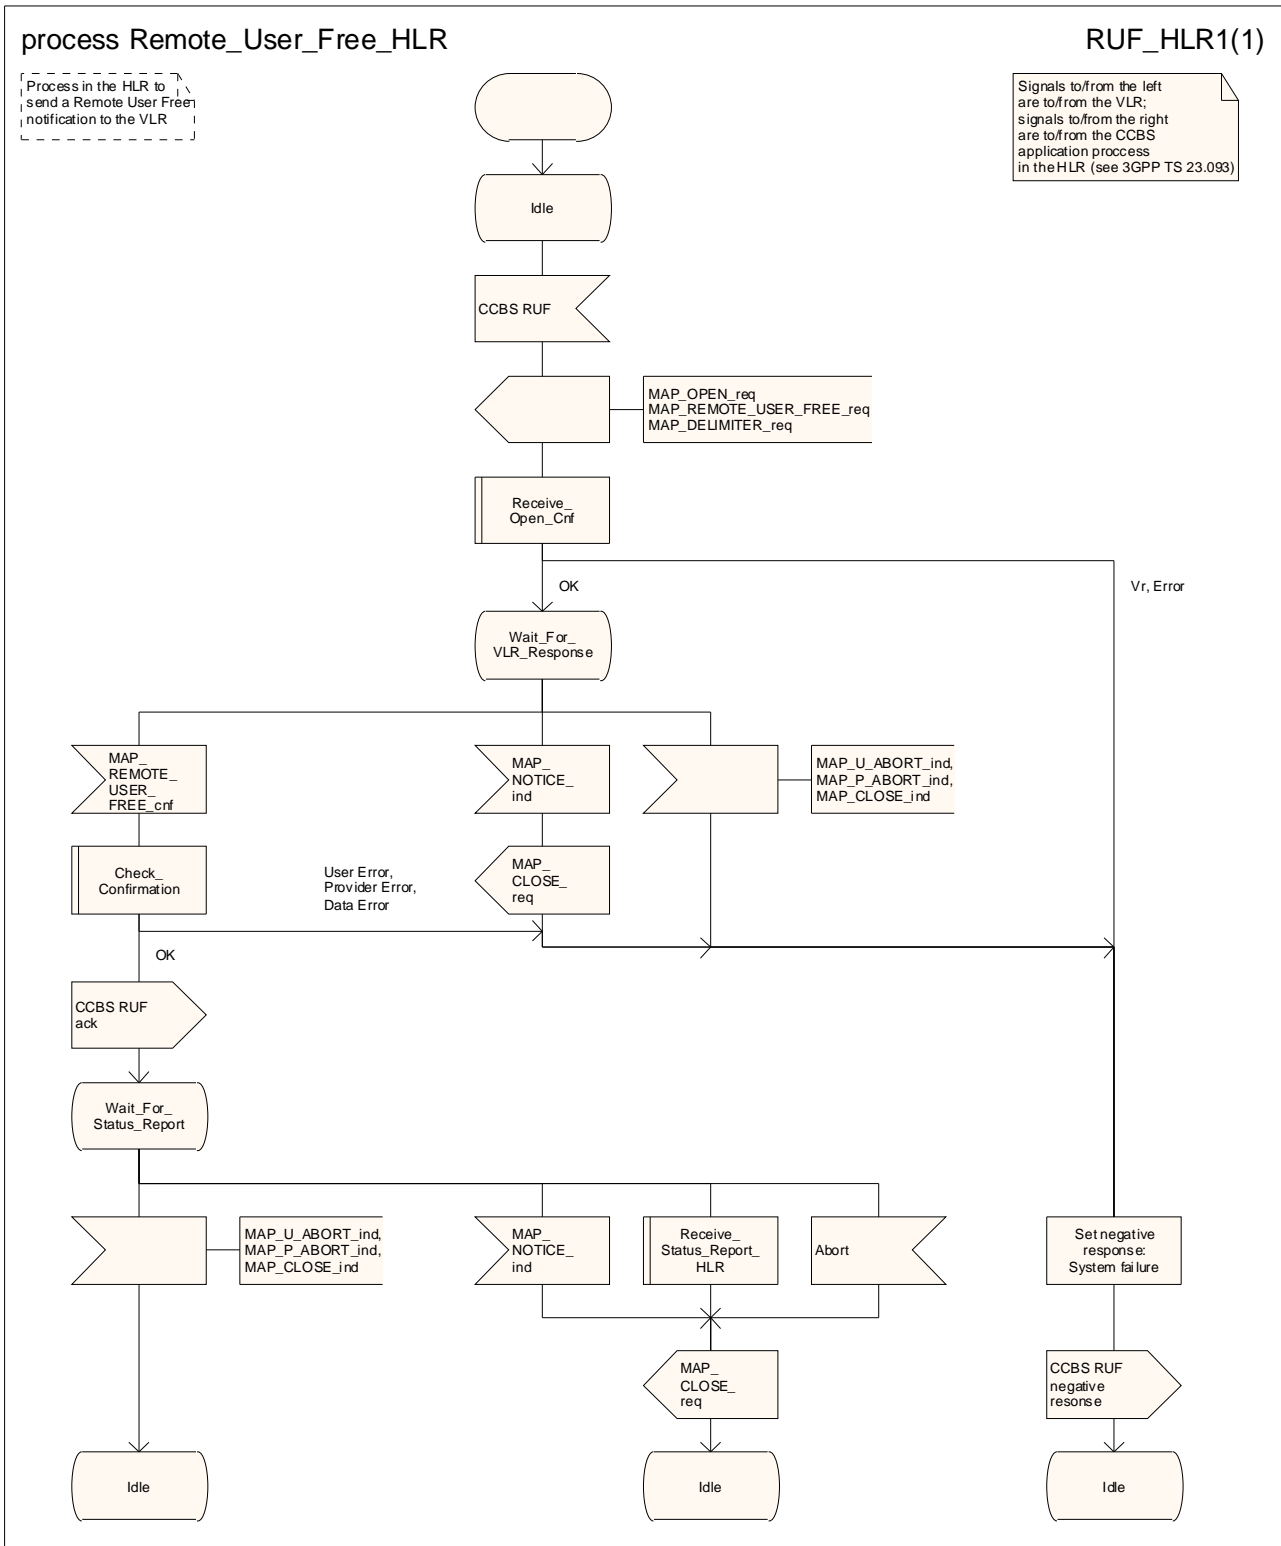 process Remote_User_Free_HLR
RUF_HLR1(1)
Process in the HLR to
send a Remote User Free
notification to the VLR
Signals to/from the left
are to/from the VLR;
signals to/from the right
are to/from the CCBS
application proccess
in the HLR (see 3GPP TS 23.093)
Idle
CCBS RUF
MAP_OPEN_req
MAP_REMOTE_USER_FREE_req
MAP_DELIMITER_req
Receive_
Open_Cnf
OK
Vr, Error
Wait_For_
VLR_Response
MAP_
REMOTE_
USER_
FREE_cnf
MAP_
NOTICE_
ind
MAP_U_ABORT_ind,
MAP_P_ABORT_ind,
MAP_CLOSE_ind
Check_
Confirmation
User Error,
Provider Error,
Data Error
MAP_
CLOSE_
req
OK
CCBS RUF
ack
Wait_For_
Status_Report
MAP_U_ABORT_ind,
MAP_P_ABORT_ind,
MAP_CLOSE_ind
MAP_
NOTICE_
ind
Receive_
Status_Report_
HLR
Abort
Set negative
response:
System failure
MAP_
CLOSE_
req
CCBS RUF
negative
resonse
Idle
Idle
Idle